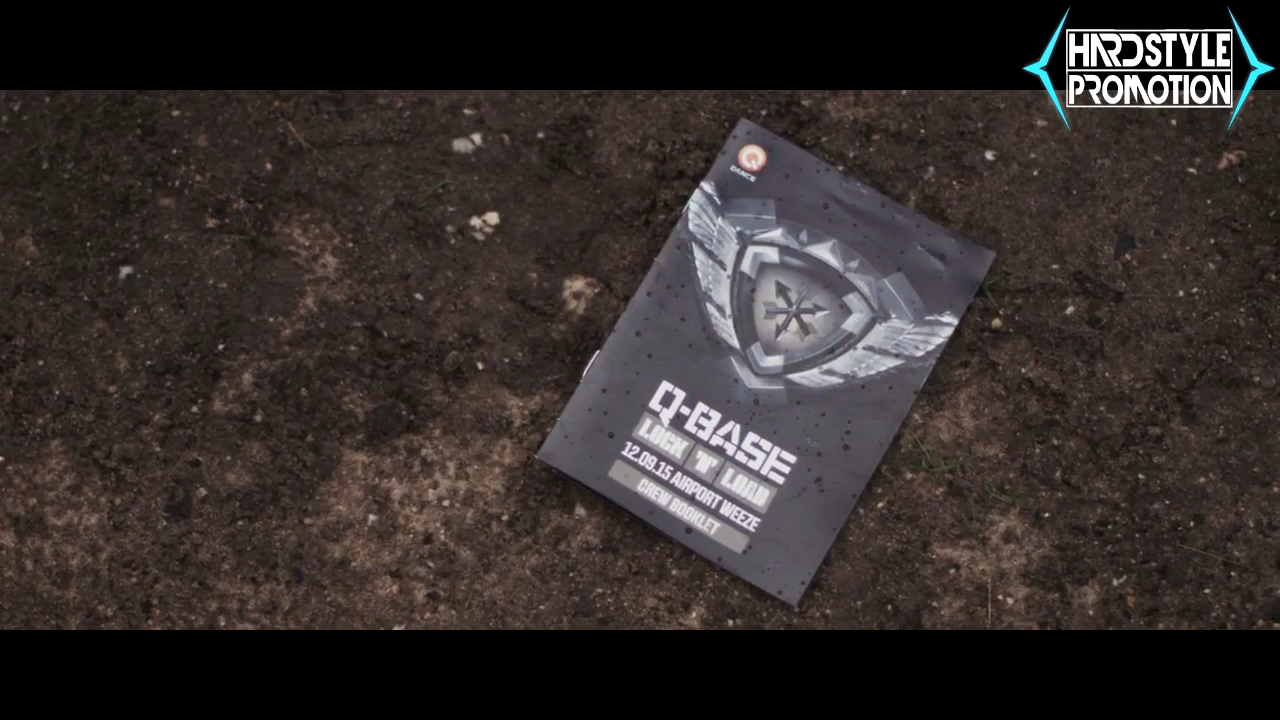 HARDSTYLE
PROMOTION
Q
DANCE
Q-BASE
LOCK 'N' LOAD
12.09.15 AIRPORT WEEZE
CREW BOOKLET